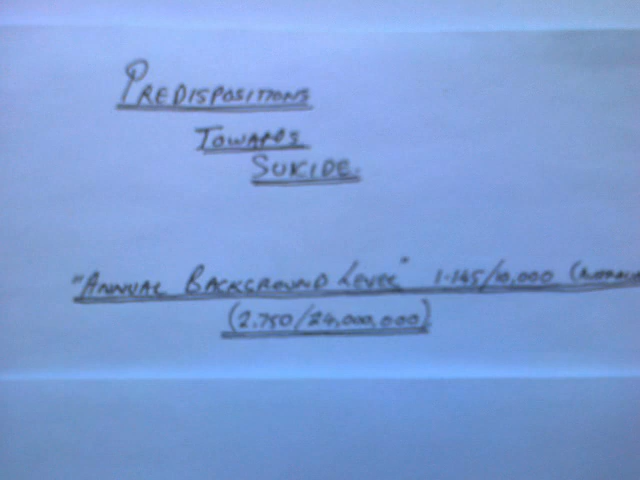 PREDISPOSITIONS
TOWARDS
SUICIDE.
"ANNUAL BACKGROUND LEVEL" 1.145/10,000
(2.750/24,000,000)